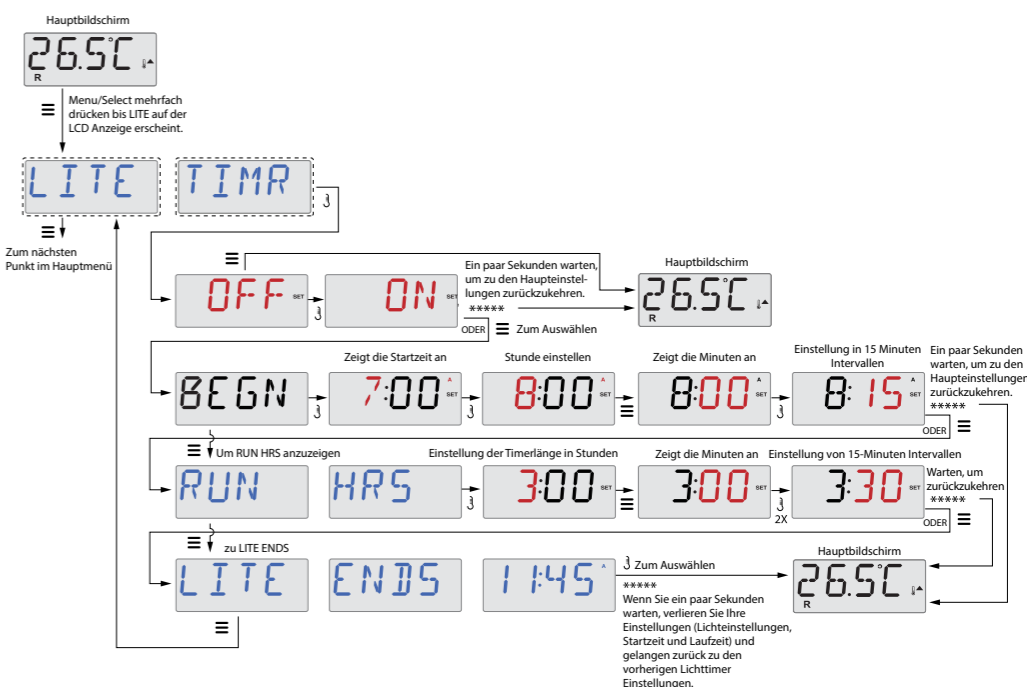 Hauptbildschirm
26.5°C
R
Menu/Select mehrfach
drücken bis LITE auf der
LCD Anzeige erscheint.
LITE TIMR
Zum nächsten
Punkt im Hauptmenü
OFF SET
ON SET
Ein paar Sekunden warten,
um zu den Haupteinstel-
lungen zurückzukehren.
*****
ODER
Zum Auswählen
Hauptbildschirm
26.5°C
R
BEGN
Zeigt die Startzeit an
7:00 A SET
Stunde einstellen
8:00 A SET
Zeigt die Minuten an
8:00 A SET
Einstellung in 15 Minuten
Intervallen
8:15 A SET
Ein paar Sekunden
warten, um zu den
Haupteinstellungen
zurückzukehren.
*****
ODER
Um RUN HRS anzuzeigen
RUN HRS
Einstellung der Timerlänge in Stunden
3:00 SET
Zeigt die Minuten an
3:00 SET
2X
Einstellung von 15-Minuten Intervallen
3:30 SET
Warten, um
zurückzukehren
*****
ODER
zu LITE ENDS
LITE ENDS 11:45 A
Zum Auswählen
*****
Wenn Sie ein paar Sekunden
warten, verlieren Sie Ihre
Einstellungen (Lichteinstellungen,
Startzeit und Laufzeit) und
gelangen zurück zu den
vorherigen Lichttimer
Einstellungen.
Hauptbildschirm
26.5°C
R